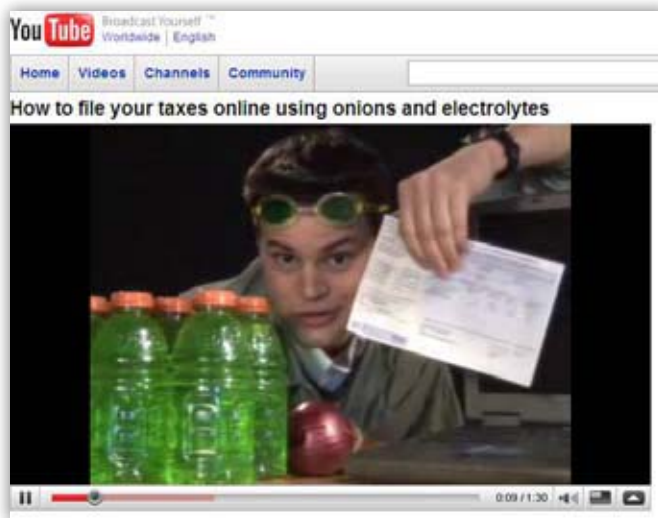 You Tube
Broadcast Yourself ™
Worldwide | English
Home Videos Channels Community
How to file your taxes online using onions and electrolytes
0:09 / 1:30